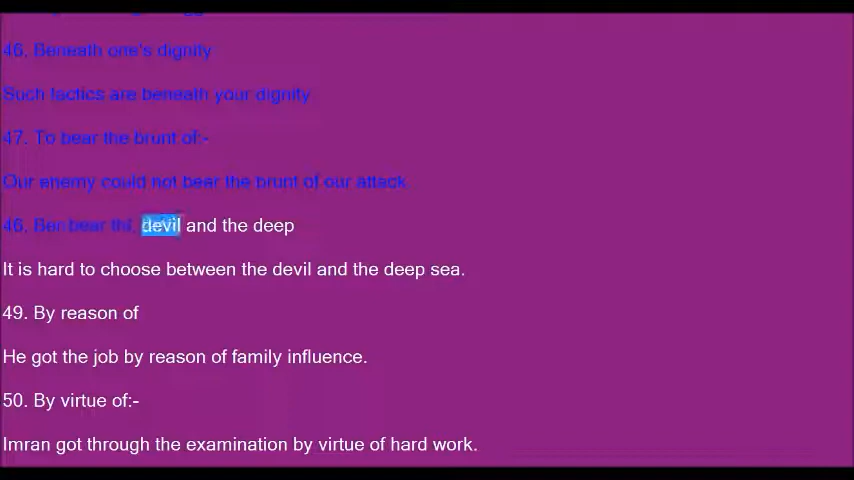 46. Beneath one's dignity
Such tactics are beneath your dignity
47. To bear the brunt of:-
Our enemy could not bear the brunt of our attack
devil and the deep
It is hard to choose between the devil and the deep sea.
49. By reason of
He got the job by reason of family influence.
50. By virtue of:-
Imran got through the examination by virtue of hard work.